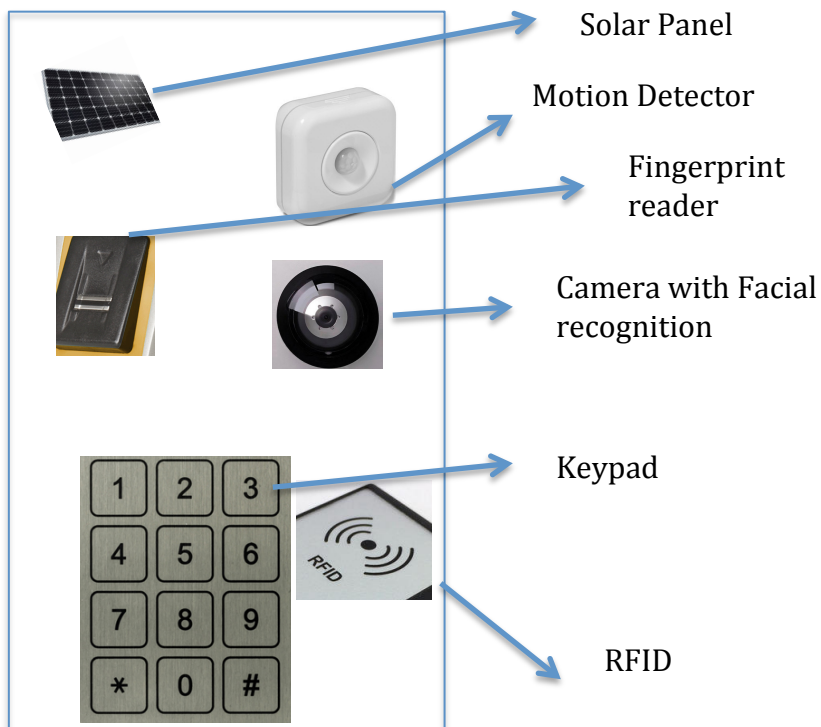 Solar Panel
Motion Detector
Fingerprint
reader
Camera with Facial
recognition
Keypad
1 2 3
4 5 6
7 8 9
* 0 #
RFID
RFID